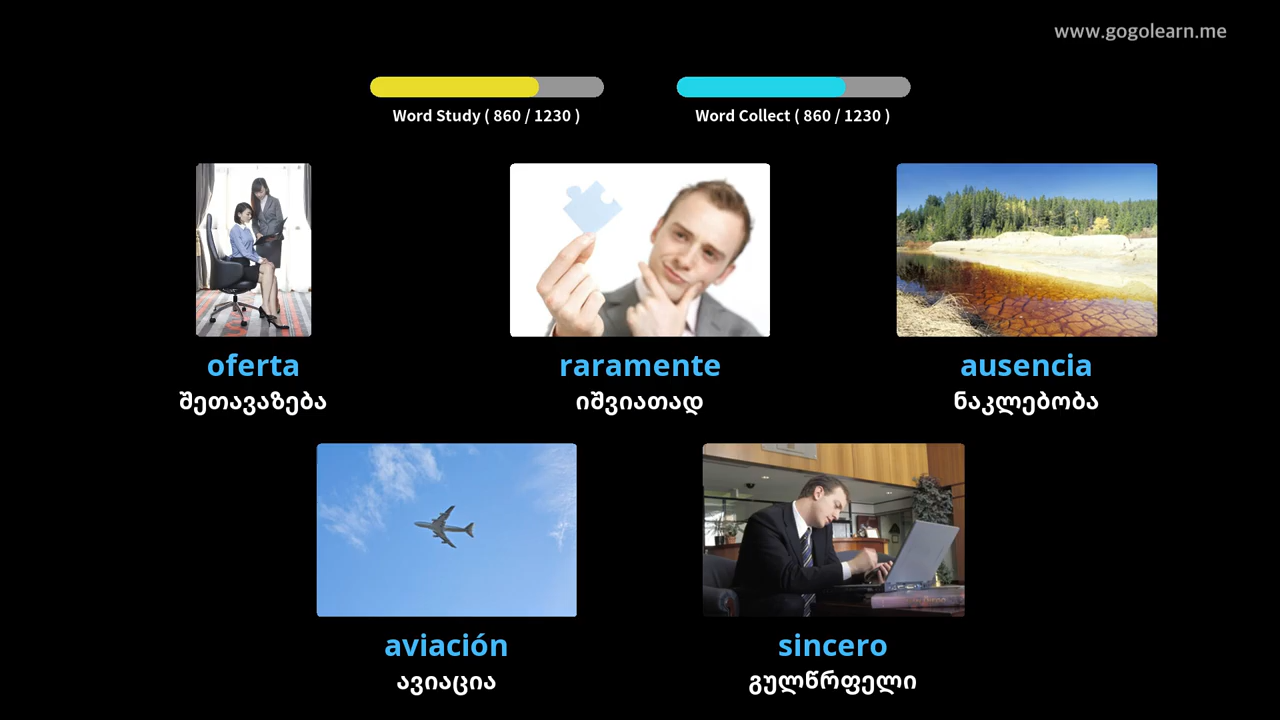 www.gogolearn.me
Word Study ( 860 / 1230 )
Word Collect ( 860 / 1230 )
oferta
შეთავაზება
raramente
იშვიათად
ausencia
ნაკლებობა
aviación
ავიაცია
sincero
გულწრფელი